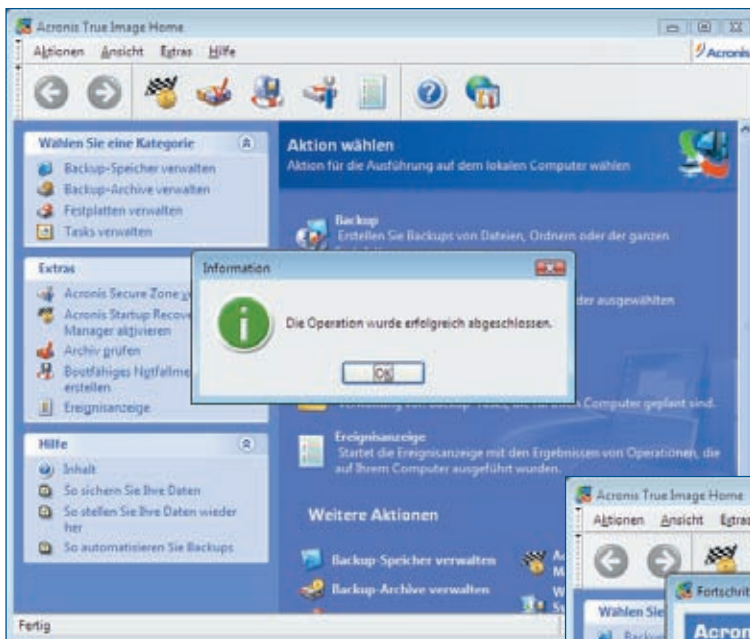 Acronis True Image Home
Aktionen Ansicht Extras Hilfe
Acronis
Wählen Sie eine Kategorie
Backup-Speicher verwalten
Backup-Archive verwalten
Festplatten verwalten
Tasks verwalten
Extras
Acronis Secure Zone
Acronis Startup Recove
Manager aktivieren
Archiv prüfen
Bootfähiges Notfallme
erstellen
Ereignisanzeige
Hilfe
Inhalt
So sichern Sie Ihre Daten
So stellen Sie Ihre Daten wieder
her
So automatisieren Sie Backups
Aktion wählen
Aktion für die Ausführung auf dem lokalen Computer wählen
Backup
Erstellen Sie Backups von Dateien, Ordnern oder der ganzen
der ausgewählten
Information
Die Operation wurde erfolgreich abgeschlossen.
OK
Computer geplant sind.
Ereignisanzeige
Startet die Ereignisanzeige mit den Ergebnissen von Operationen, die
auf Ihrem Computer ausgeführt wurden.
Weitere Aktionen
Backup-Speicher verwalten
Backup-Archive verwalten
Fertig
Acronis True Image Home
Aktionen Ansicht Extras
Fortschrit
Wählen Sie
Acron